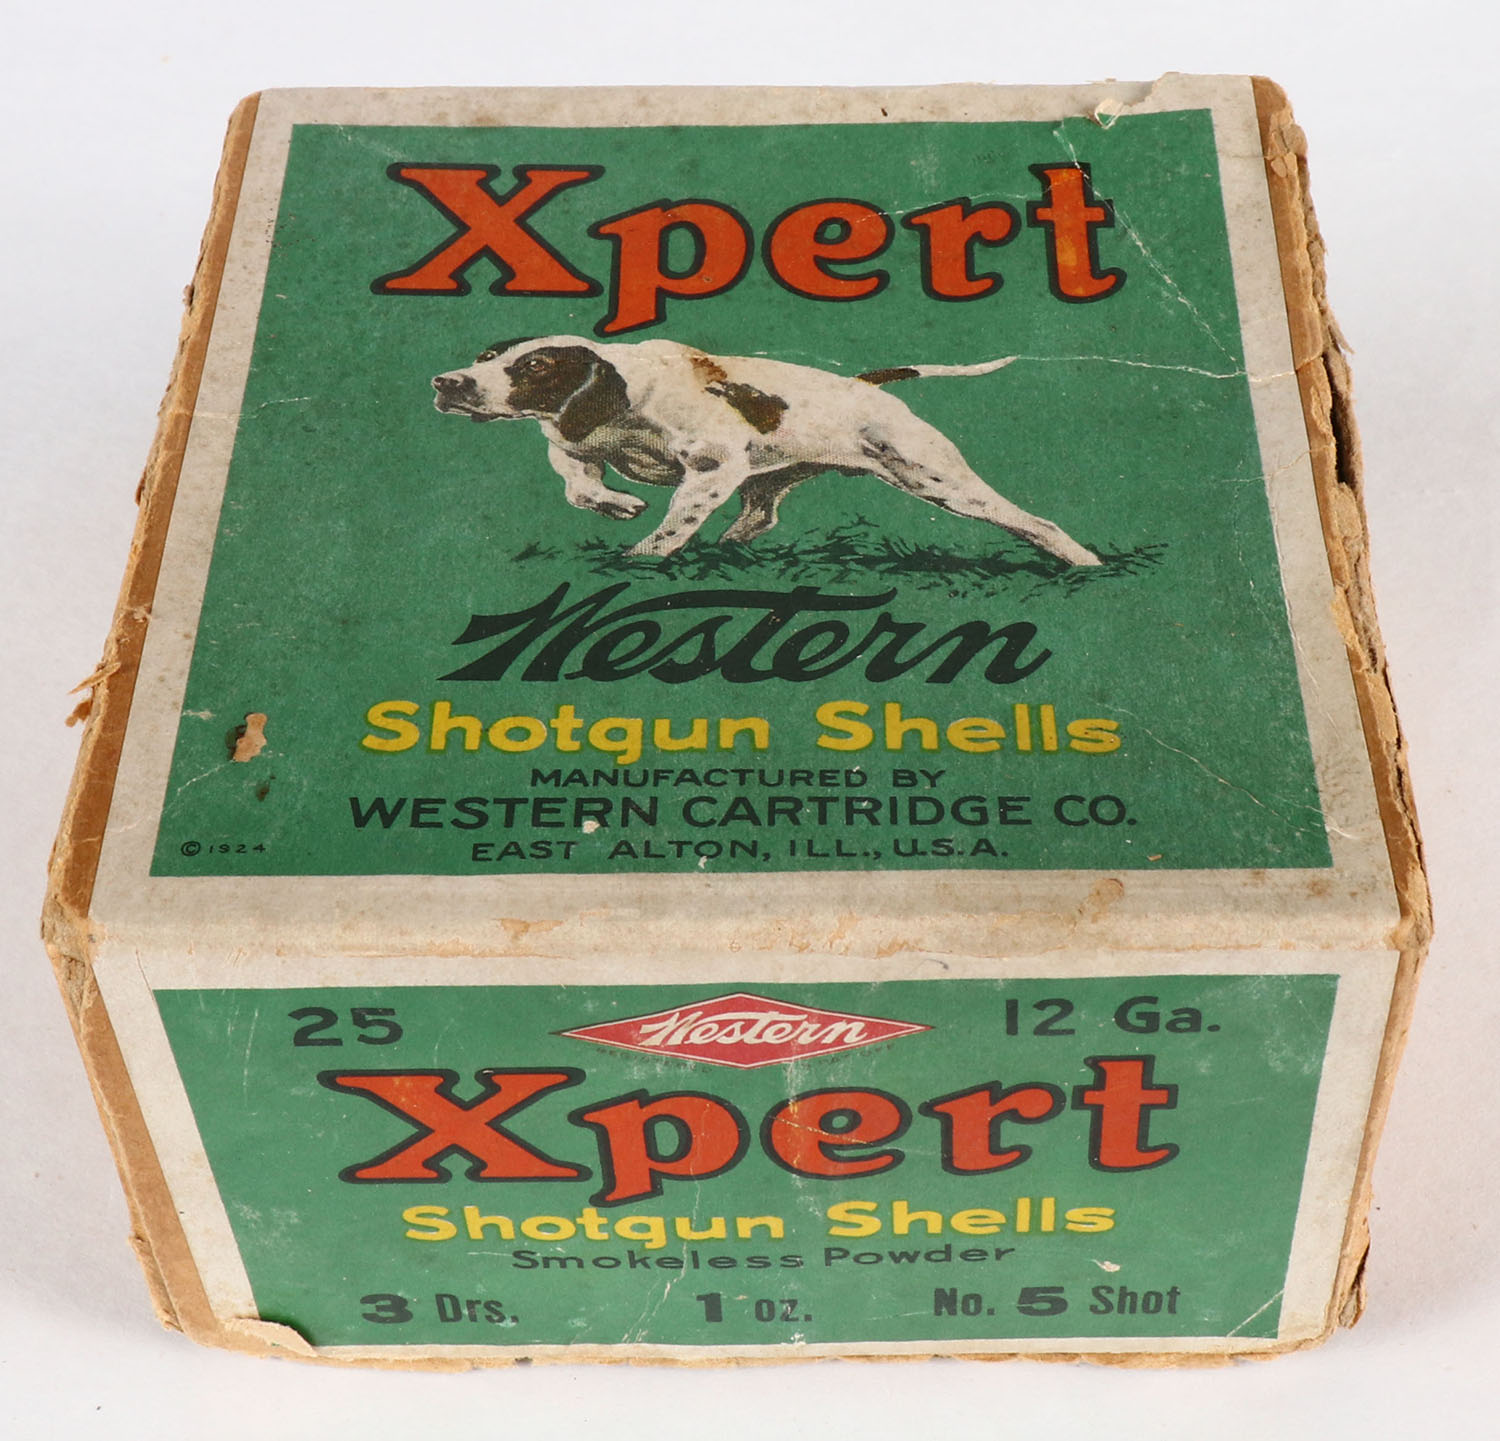 Xpert
Western
Shotgun Shells
MANUFACTURED BY
WESTERN CARTRIDGE CO.
EAST ALTON, ILL., U.S.A.
© 1924
25
Western
12 Ga.
Xpert
Shotgun Shells
Smokeless Powder
3 Drs. 1 oz. No. 5 Shot